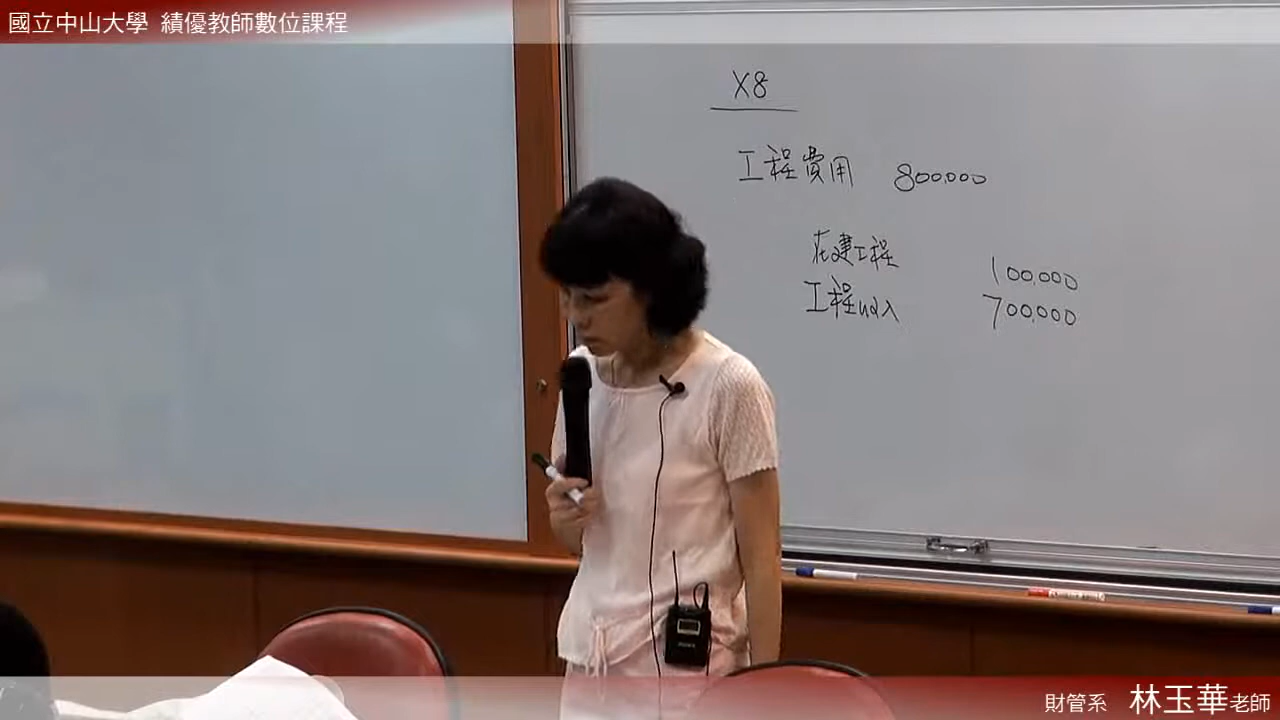 國立中山大學 績優教師數位課程
X8
工程費用 800,000
在建工程 100,000
工程收入 700,000
財管系 林玉華老師